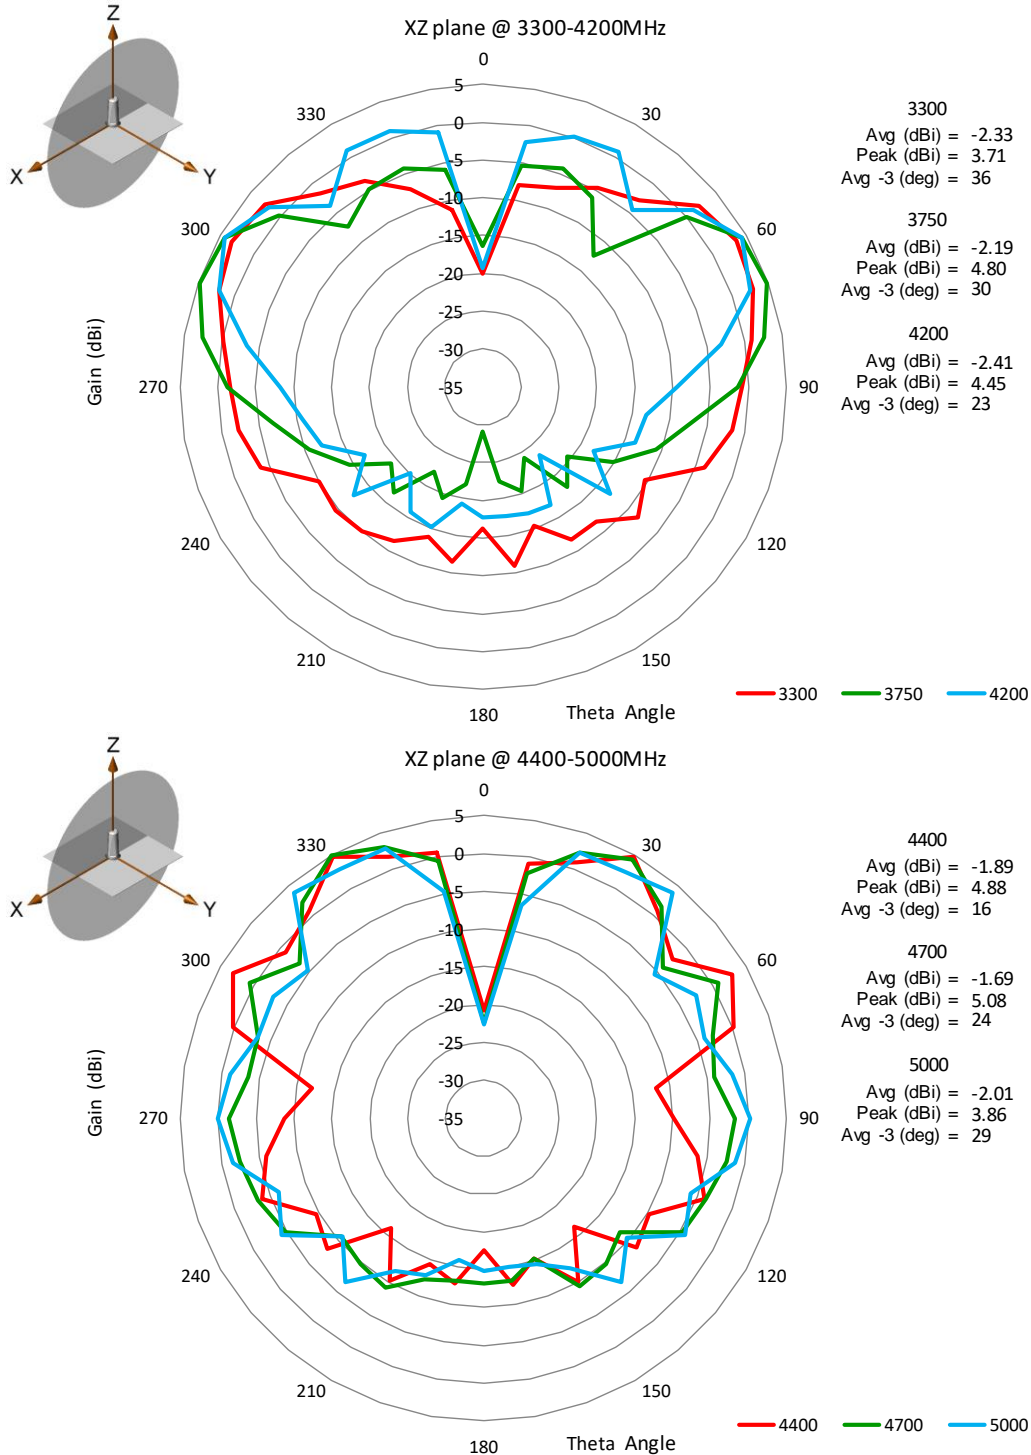 Z
X
Y
XZ plane @ 3300-4200MHz
0
30
60
90
120
150
180
210
240
270
300
330
5
0
-5
-10
-15
-20
-25
-30
-35
Gain (dBi)
Theta Angle
3300
Avg (dBi) = -2.33
Peak (dBi) = 3.71
Avg -3 (deg) = 36
3750
Avg (dBi) = -2.19
Peak (dBi) = 4.80
Avg -3 (deg) = 30
4200
Avg (dBi) = -2.41
Peak (dBi) = 4.45
Avg -3 (deg) = 23
3300 3750 4200
Z
X
Y
XZ plane @ 4400-5000MHz
0
30
60
90
120
150
180
210
240
270
300
330
5
0
-5
-10
-15
-20
-25
-30
-35
Gain (dBi)
Theta Angle
4400
Avg (dBi) = -1.89
Peak (dBi) = 4.88
Avg -3 (deg) = 16
4700
Avg (dBi) = -1.69
Peak (dBi) = 5.08
Avg -3 (deg) = 24
5000
Avg (dBi) = -2.01
Peak (dBi) = 3.86
Avg -3 (deg) = 29
4400 4700 5000